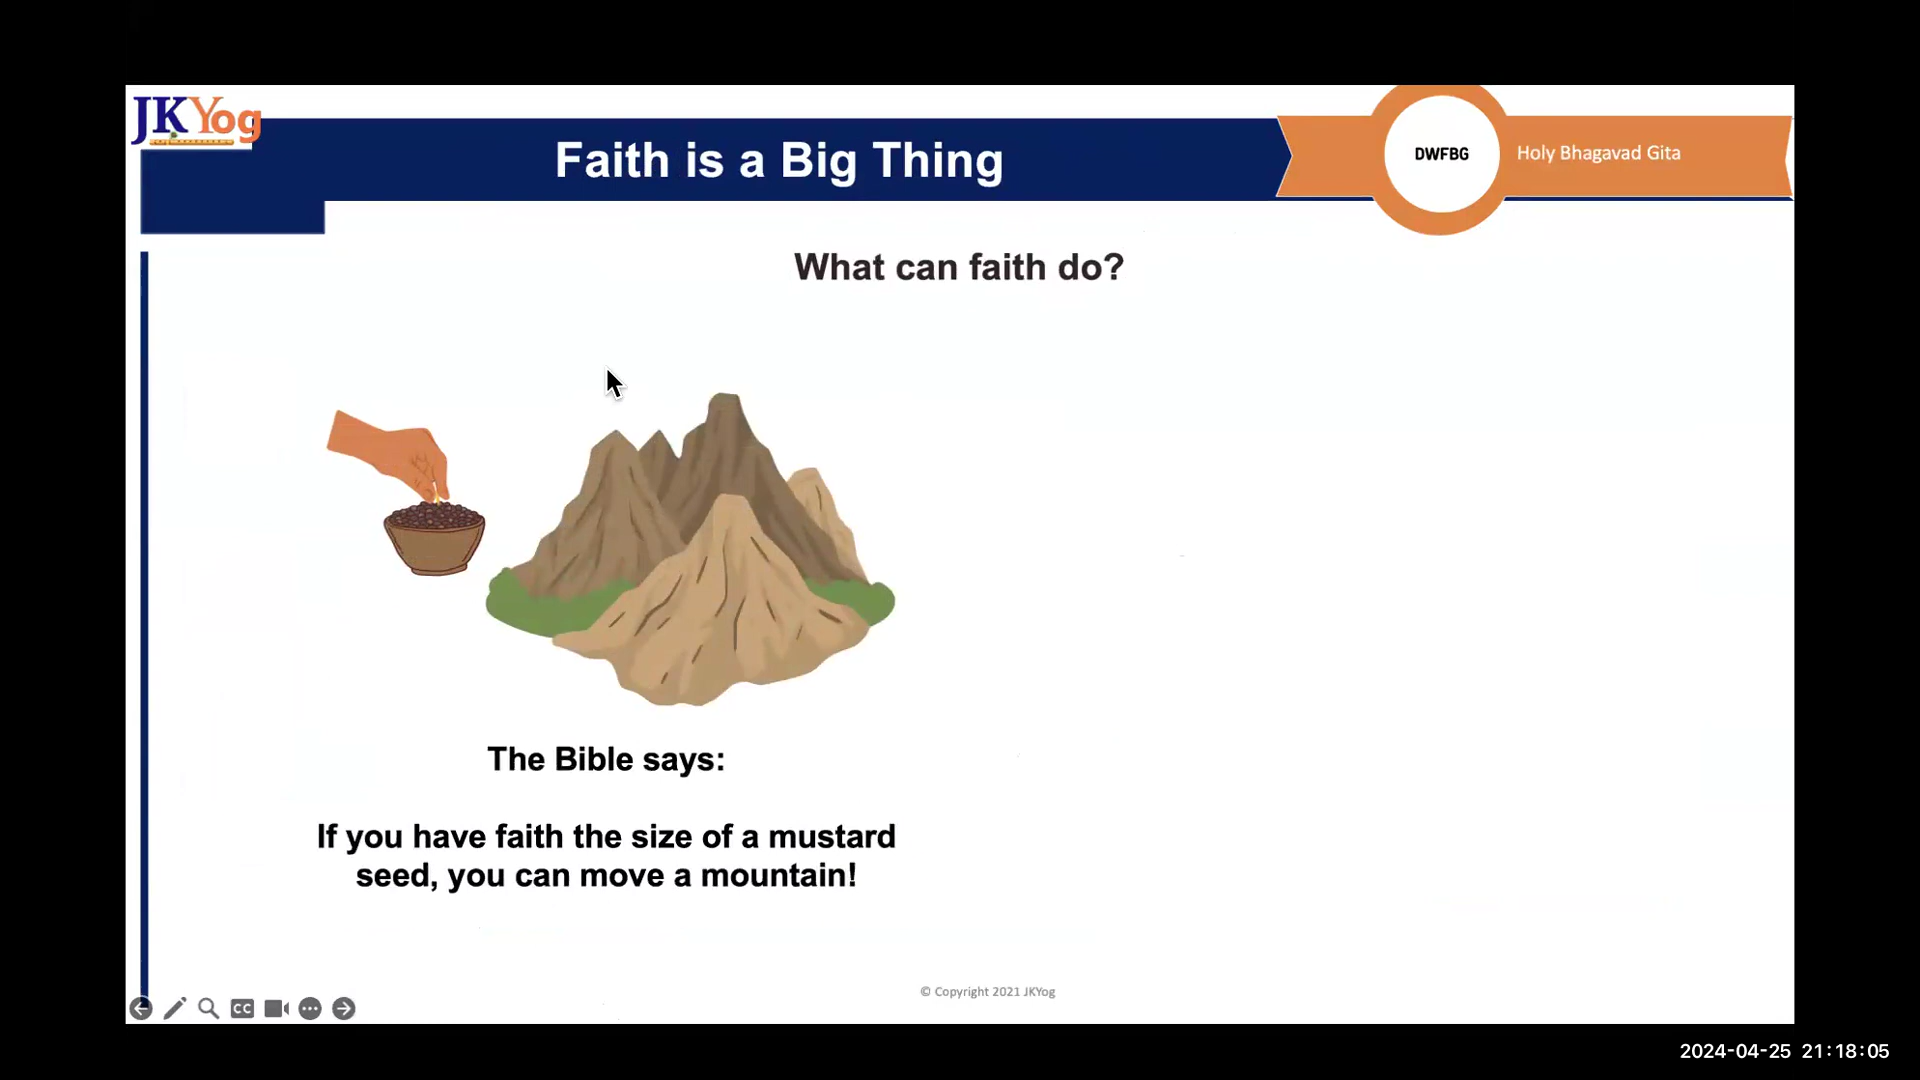 JKYog
Faith is a Big Thing
DWFBG
Holy Bhagavad Gita
What can faith do?
The Bible says:
If you have faith the size of a mustard
seed, you can move a mountain!
© Copyright 2021 JKYog
CC
2024-04-25 21:18:05